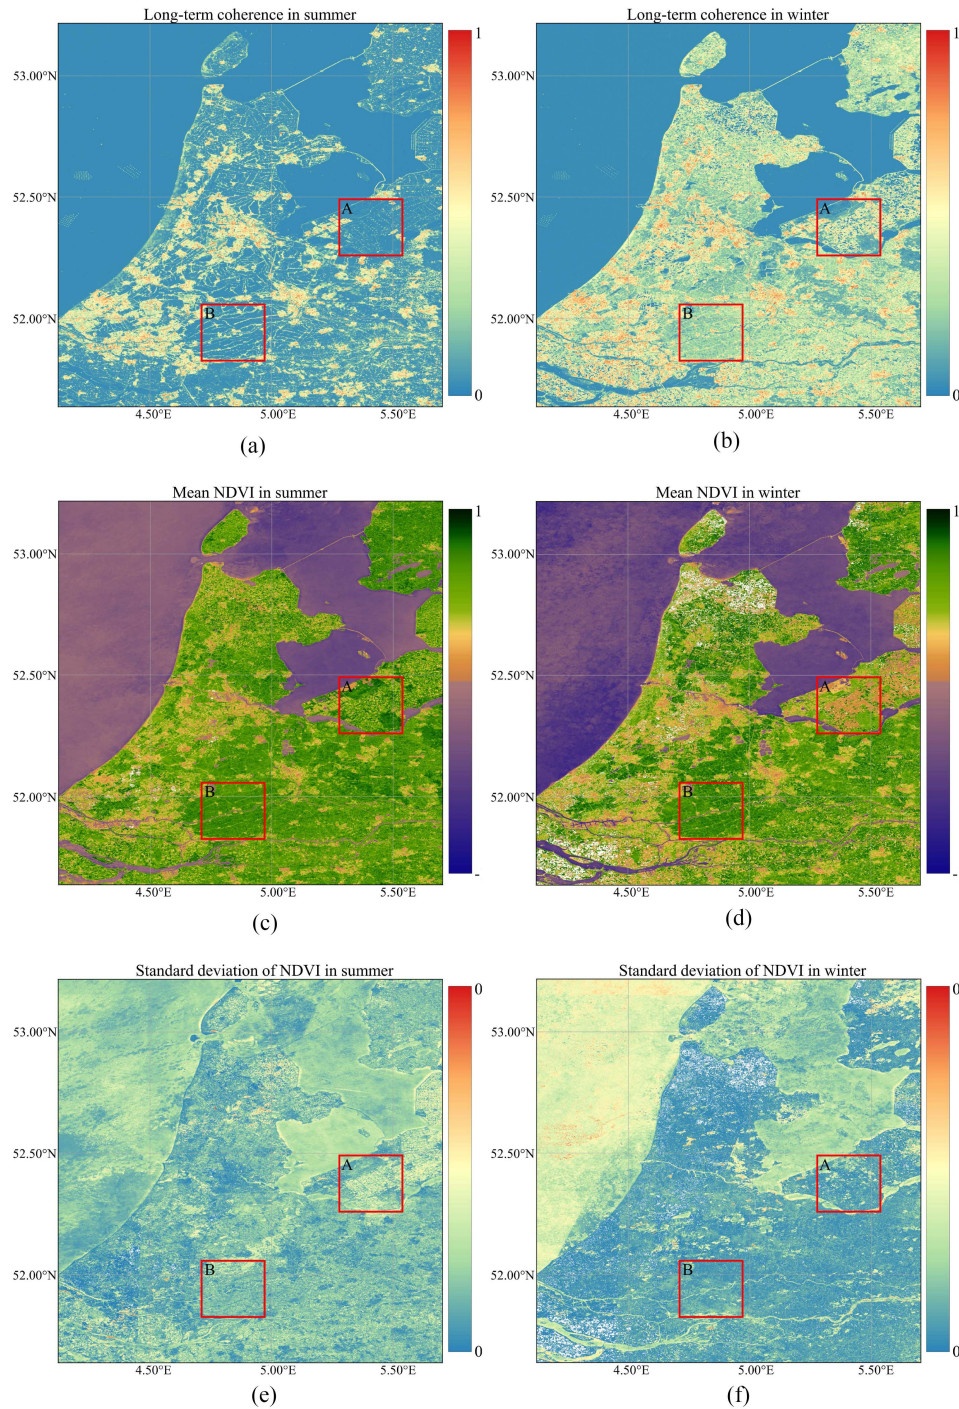 Long-term coherence in summer
Long-term coherence in winter
1
1
53.00°N
53.00°N
52.50°N
52.50°N
A
A
52.00°N
52.00°N
B
B
0
0
4.50°E 5.00°E 5.50°E
4.50°E 5.00°E 5.50°E
(a)
(b)
Mean NDVI in summer
Mean NDVI in winter
1
1
53.00°N
53.00°N
52.50°N
52.50°N
A
A
52.00°N
52.00°N
B
B
-
-
4.50°E 5.00°E 5.50°E
4.50°E 5.00°E 5.50°E
(c)
(d)
Standard deviation of NDVI in summer
Standard deviation of NDVI in winter
0
0
53.00°N
53.00°N
52.50°N
52.50°N
A
A
52.00°N
52.00°N
B
B
0
0
4.50°E 5.00°E 5.50°E
4.50°E 5.00°E 5.50°E
(e)
(f)